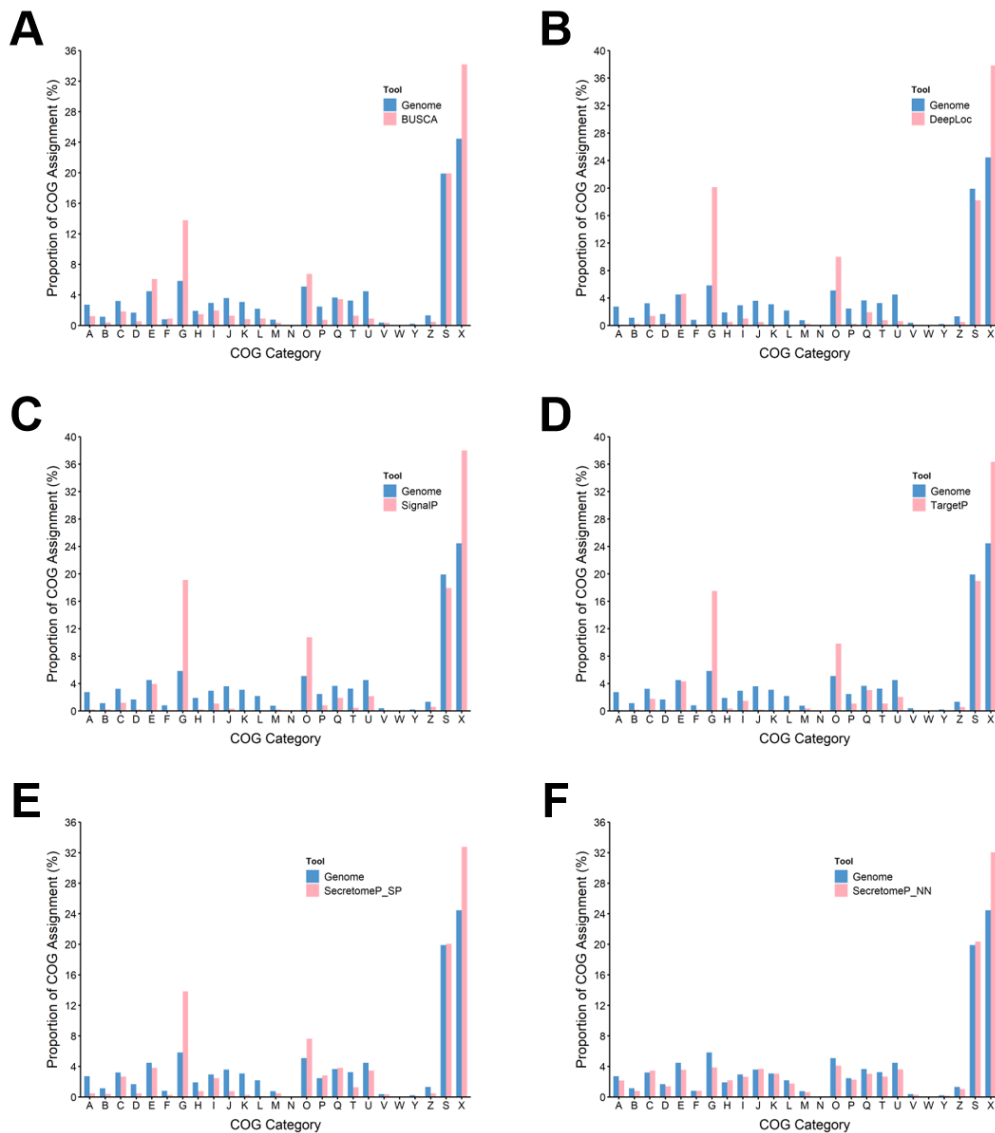 A
Proportion of COG Assignment (%)
36
32
28
24
20
16
12
8
4
0
Tool
Genome
BUSCA
A B C D E F G H I J K L M N O P Q T U V W Y Z S X
COG Category
B
Proportion of COG Assignment (%)
40
36
32
28
24
20
16
12
8
4
0
Tool
Genome
DeepLoc
A B C D E F G H I J K L M N O P Q T U V W Y Z S X
COG Category
C
Proportion of COG Assignment (%)
40
36
32
28
24
20
16
12
8
4
0
Tool
Genome
SignalP
A B C D E F G H I J K L M N O P Q T U V W Y Z S X
COG Category
D
Proportion of COG Assignment (%)
40
36
32
28
24
20
16
12
8
4
0
Tool
Genome
TargetP
A B C D E F G H I J K L M N O P Q T U V W Y Z S X
COG Category
E
Proportion of COG Assignment (%)
36
32
28
24
20
16
12
8
4
0
Tool
Genome
SecretomeP_SP
A B C D E F G H I J K L M N O P Q T U V W Y Z S X
COG Category
F
Proportion of COG Assignment (%)
36
32
28
24
20
16
12
8
4
0
Tool
Genome
SecretomeP_NN
A B C D E F G H I J K L M N O P Q T U V W Y Z S X
COG Category